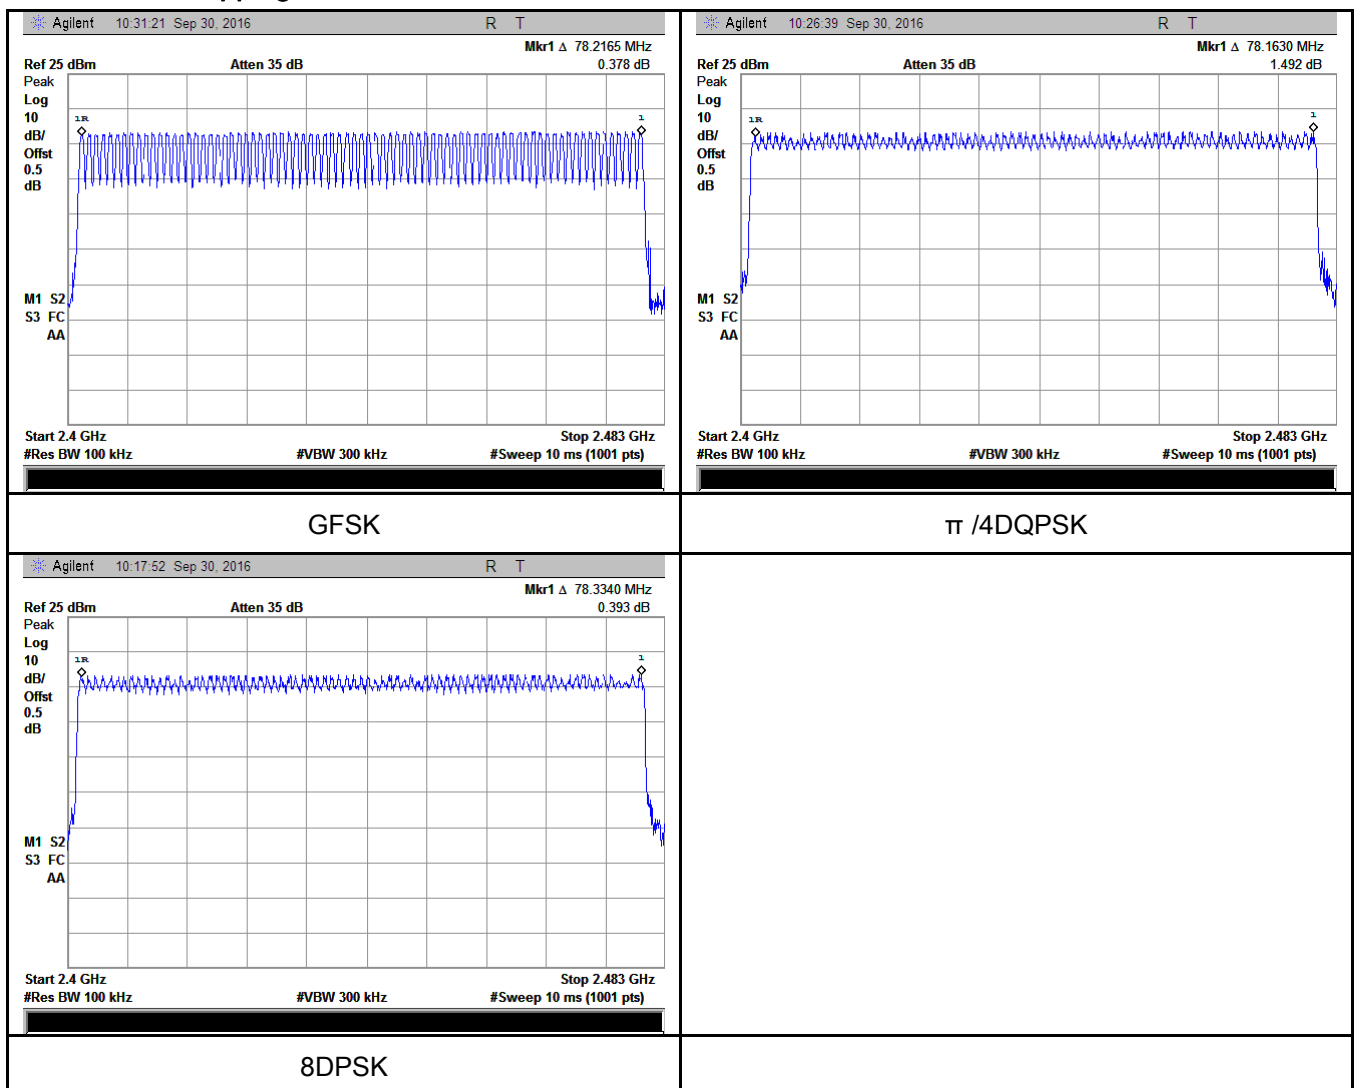 Agilent 10:31:21 Sep 30, 2016 R T
Mkr1 Δ 78.2165 MHz
Ref 25 dBm Atten 35 dB 0.378 dB
Peak
Log
10
dB/
Offst
0.5
dB
1R
1
M1 S2
S3 FC
AA
Start 2.4 GHz Stop 2.483 GHz
#Res BW 100 kHz #VBW 300 kHz #Sweep 10 ms (1001 pts)
Agilent 10:26:39 Sep 30, 2016 R T
Mkr1 Δ 78.1630 MHz
Ref 25 dBm Atten 35 dB 1.492 dB
Peak
Log
10
dB/
Offst
0.5
dB
1R
1
M1 S2
S3 FC
AA
Start 2.4 GHz Stop 2.483 GHz
#Res BW 100 kHz #VBW 300 kHz #Sweep 10 ms (1001 pts)
GFSK
π /4DQPSK
Agilent 10:17:52 Sep 30, 2016 R T
Mkr1 Δ 78.3340 MHz
Ref 25 dBm Atten 35 dB 0.393 dB
Peak
Log
10
dB/
Offst
0.5
dB
1R
1
M1 S2
S3 FC
AA
Start 2.4 GHz Stop 2.483 GHz
#Res BW 100 kHz #VBW 300 kHz #Sweep 10 ms (1001 pts)
8DPSK